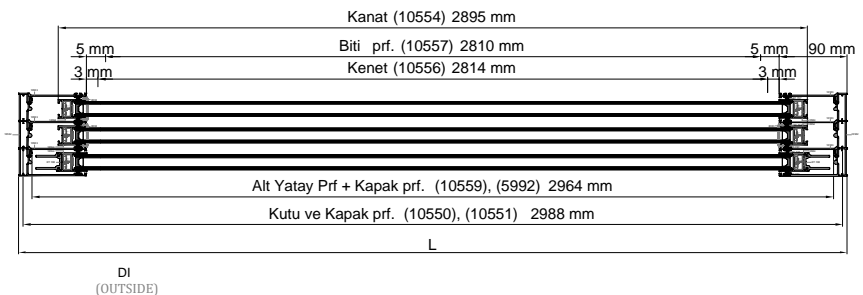 Kanat (10554) 2895 mm
5 mm Biti prf. (10557) 2810 mm 5 mm 90 mm
3 mm Kenet (10556) 2814 mm 3 mm
Alt Yatay Prf + Kapak prf. (10559), (5992) 2964 mm
Kutu ve Kapak prf. (10550), (10551) 2988 mm
L
DI
(OUTSIDE)